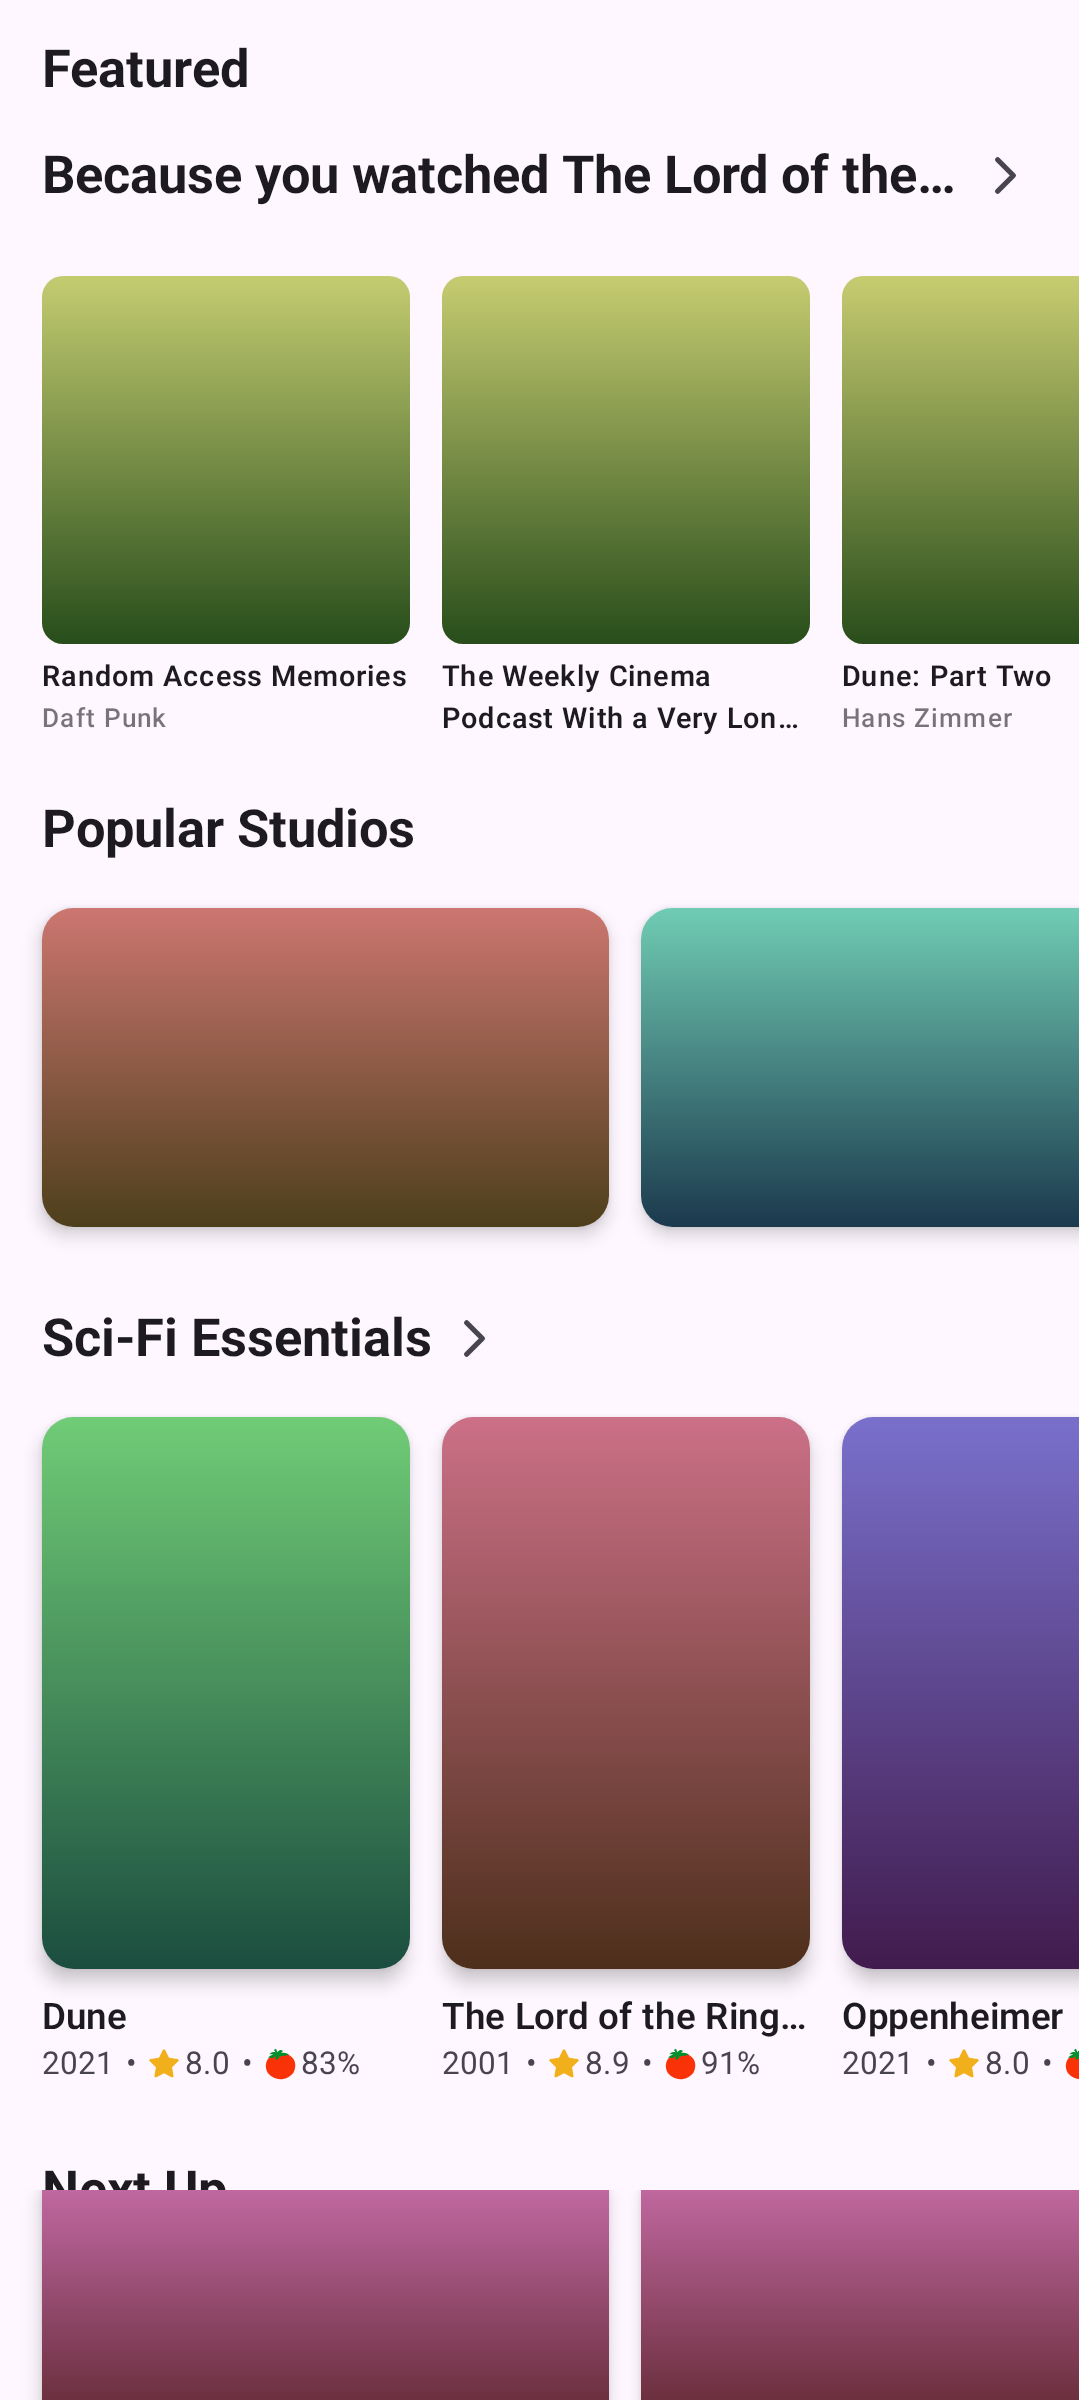 Featured
Because you watched The Lord of the…
Random Access Memories
Daft Punk
The Weekly Cinema
Podcast With a Very Lon…
Dune: Part Two
Hans Zimmer
Popular Studios
Sci-Fi Essentials
Dune
2021 • ⭐ 8.0 • 🍅 83%
The Lord of the Ring…
2001 • ⭐ 8.9 • 🍅 91%
Oppenheimer
2021 • ⭐ 8.0 • 🍅
Next Up